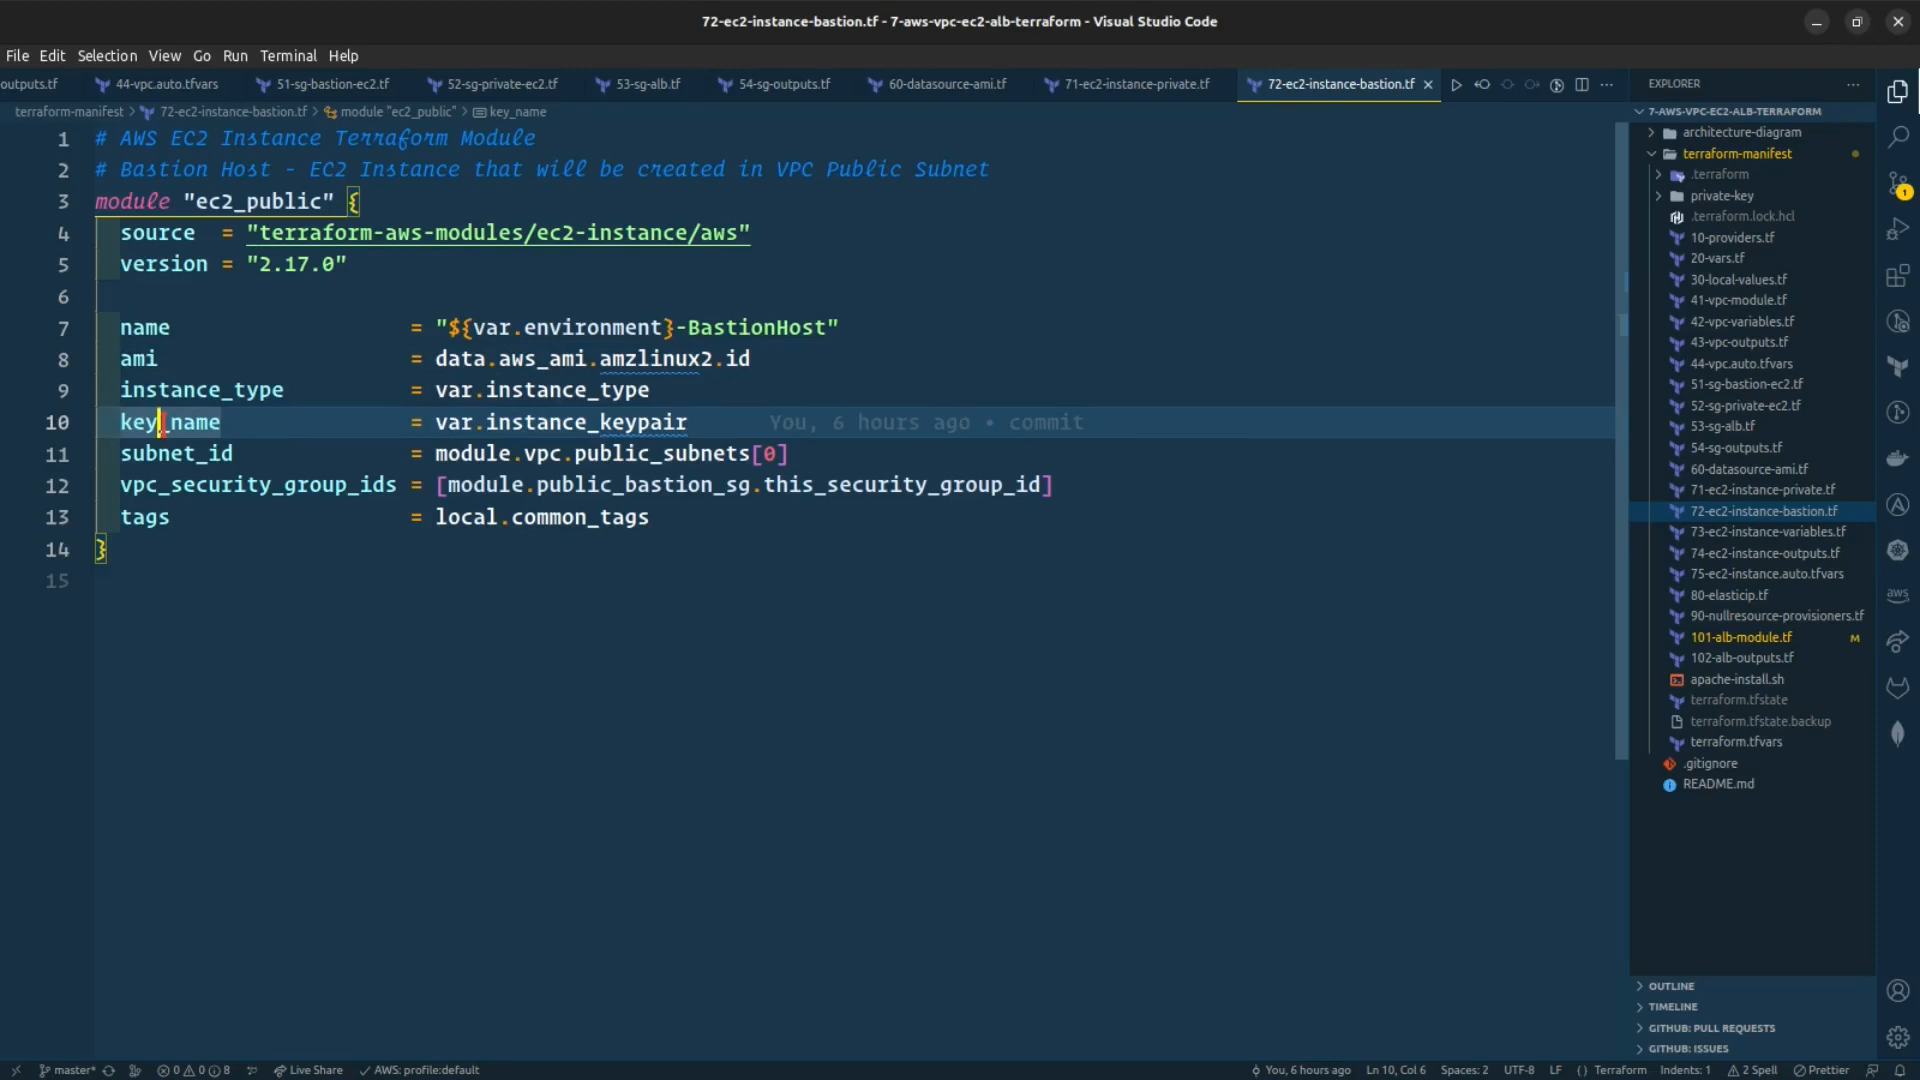 72-ec2-instance-bastion.tf - 7-aws-vpc-ec2-alb-terraform - Visual Studio Code
File Edit Selection View Go Run Terminal Help
outputs.tf 44-vpc.auto.tfvars 51-sg-bastion-ec2.tf 52-sg-private-ec2.tf 53-sg-alb.tf 54-sg-outputs.tf 60-datasource-ami.tf 71-ec2-instance-private.tf 72-ec2-instance-bastion.tf
terraform-manifest > 72-ec2-instance-bastion.tf > module "ec2_public" > key_name
1 # AWS EC2 Instance Terraform Module
2 # Bastion Host - EC2 Instance that will be created in VPC Public Subnet
3 module "ec2_public" {
4 source = "terraform-aws-modules/ec2-instance/aws"
5 version = "2.17.0"
6
7 name = "${var.environment}-BastionHost"
8 ami = data.aws_ami.amzlinux2.id
9 instance_type = var.instance_type
10 key_name = var.instance_keypair You, 6 hours ago • commit
11 subnet_id = module.vpc.public_subnets[0]
12 vpc_security_group_ids = [module.public_bastion_sg.this_security_group_id]
13 tags = local.common_tags
14 }
15
EXPLORER
7-AWS-VPC-EC2-ALB-TERRAFORM
architecture-diagram
terraform-manifest
.terraform
private-key
.terraform.lock.hcl
10-providers.tf
20-vars.tf
30-local-values.tf
41-vpc-module.tf
42-vpc-variables.tf
43-vpc-outputs.tf
44-vpc.auto.tfvars
51-sg-bastion-ec2.tf
52-sg-private-ec2.tf
53-sg-alb.tf
54-sg-outputs.tf
60-datasource-ami.tf
71-ec2-instance-private.tf
72-ec2-instance-bastion.tf
73-ec2-instance-variables.tf
74-ec2-instance-outputs.tf
75-ec2-instance.auto.tfvars
80-elasticip.tf
90-nullresource-provisioners.tf
101-alb-module.tf M
102-alb-outputs.tf
apache-install.sh
terraform.tfstate
terraform.tfstate.backup
terraform.tfvars
.gitignore
README.md
OUTLINE
TIMELINE
GITHUB: PULL REQUESTS
GITHUB: ISSUES
1
aws
master* 0 0 8 Live Share AWS: profile:default You, 6 hours ago Ln 10, Col 6 Spaces: 2 UTF-8 LF Terraform Indents: 1 2 Spell Prettier